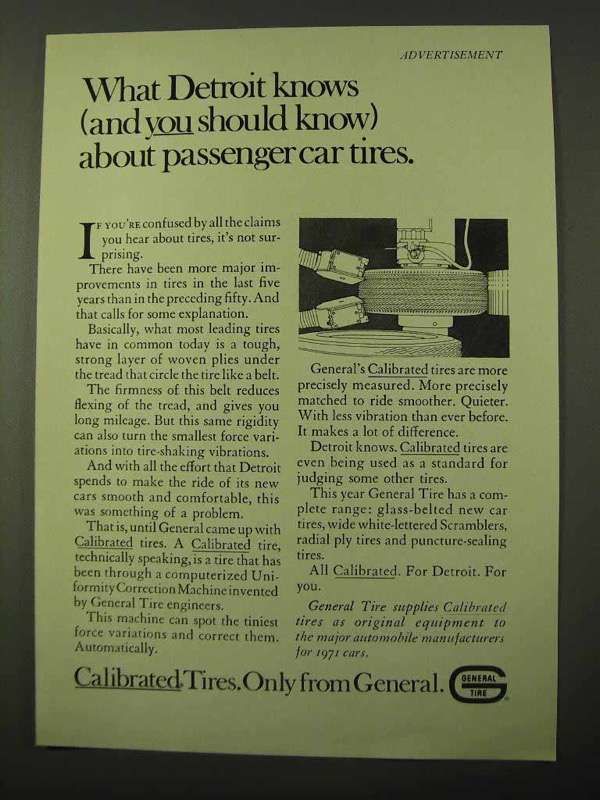 ADVERTISEMENT
What Detroit knows
(and you should know)
about passenger car tires.
IF YOU'RE confused by all the claims
you hear about tires, it's not sur-
prising.
There have been more major im-
provements in tires in the last five
years than in the preceding fifty. And
that calls for some explanation.
Basically, what most leading tires
have in common today is a tough,
strong layer of woven plies under
the tread that circle the tire like a belt.
The firmness of this belt reduces
flexing of the tread, and gives you
long mileage. But this same rigidity
can also turn the smallest force vari-
ations into tire-shaking vibrations.
And with all the effort that Detroit
spends to make the ride of its new
cars smooth and comfortable, this
was something of a problem.
That is, until General came up with
Calibrated tires. A Calibrated tire,
technically speaking, is a tire that has
been through a computerized Uni-
formity Correction Machine invented
by General Tire engineers.
This machine can spot the tiniest
force variations and correct them.
Automatically.
General's Calibrated tires are more
precisely measured. More precisely
matched to ride smoother. Quieter.
With less vibration than ever before.
It makes a lot of difference.
Detroit knows. Calibrated tires are
even being used as a standard for
judging some other tires.
This year General Tire has a com-
plete range: glass-belted new car
tires, wide white-lettered Scramblers,
radial ply tires and puncture-sealing
tires.
All Calibrated. For Detroit. For
you.
General Tire supplies Calibrated
tires as original equipment to
the major automobile manufacturers
for 1971 cars.
Calibrated® Tires. Only from General.
GENERAL
TIRE
®